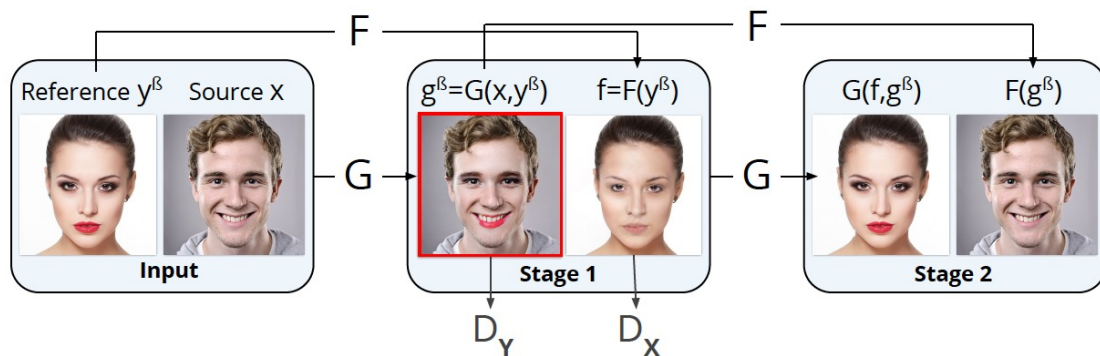 F
F
Reference y^ß Source x
g^ß=G(x,y^ß) f=F(y^ß)
G(f,g^ß) F(g^ß)
G
G
Input
Stage 1
Stage 2
D_Y
D_X